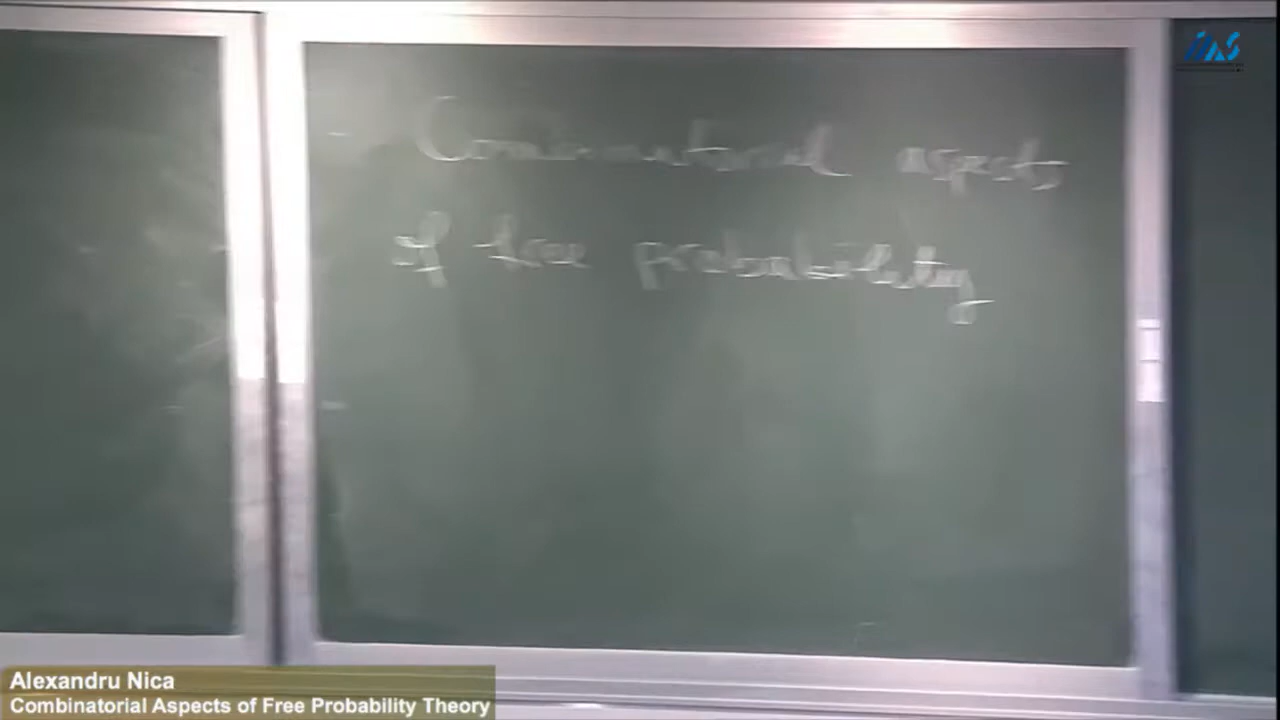 Combinatorial aspects
of free probability
Alexandru Nica
Combinatorial Aspects of Free Probability Theory